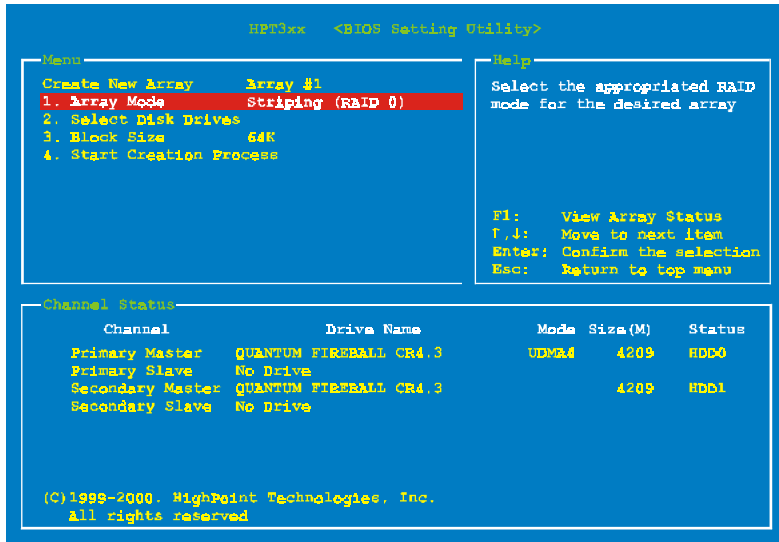 HPT3xx <BIOS Setting Utility>
Menu
Create New Array Array #1
1. Array Mode Striping (RAID 0)
2. Select Disk Drives
3. Block Size 64K
4. Start Creation Process
Help
Select the appropriated RAID
mode for the desired array
F1: View Array Status
↑,↓: Move to next item
Enter: Confirm the selection
Esc: Return to top menu
Channel Status
Channel Drive Name Mode Size(M) Status
Primary Master QUANTUM FIREBALL CR4.3 UDMA4 4209 HDD0
Primary Slave No Drive
Secondary Master QUANTUM FIREBALL CR4.3 4209 HDD1
Secondary Slave No Drive
(C)1999-2000. HighPoint Technologies, Inc.
All rights reserved